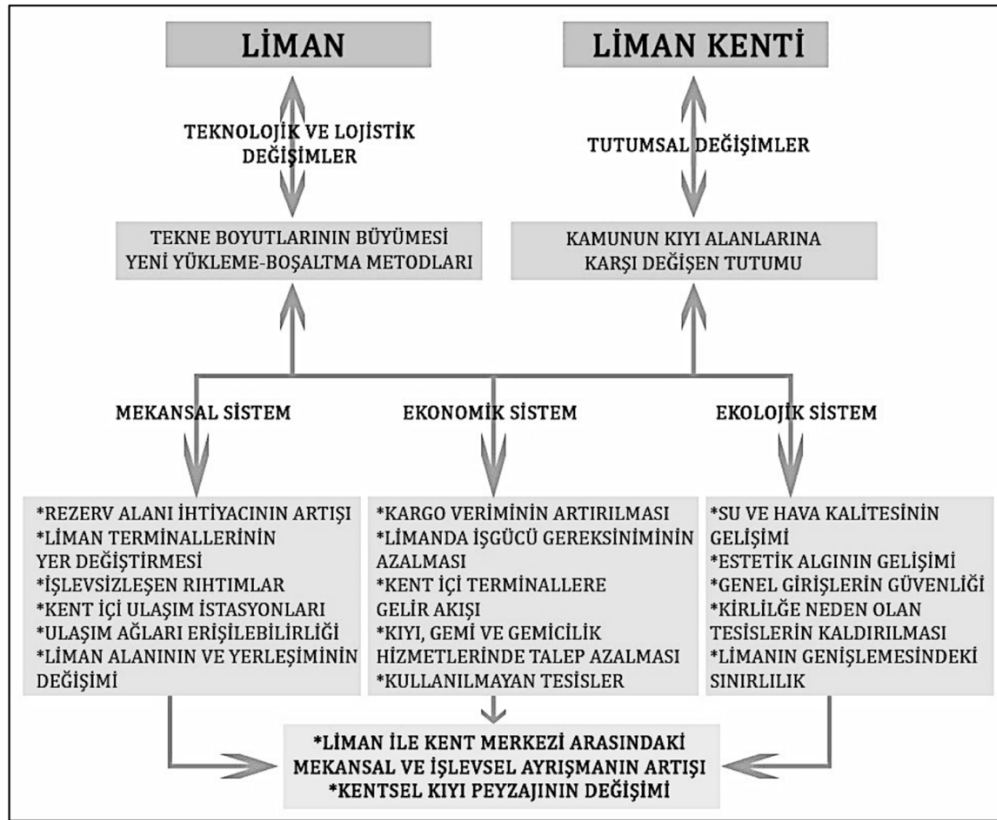 LİMAN
LİMAN KENTİ
TEKNOLOJİK VE LOJİSTİK
DEĞİŞİMLER
TUTUMSAL DEĞİŞİMLER
TEKNE BOYUTLARININ BÜYÜMESİ
YENİ YÜKLEME-BOŞALTMA METODLARI
KAMUNUN KIYI ALANLARINA
KARŞI DEĞİŞEN TUTUMU
MEKANSAL SİSTEM
EKONOMİK SİSTEM
EKOLOJİK SİSTEM
*REZERV ALANI İHTİYACININ ARTIŞI
*LİMAN TERMİNALLERİNİN
YER DEĞİŞTİRMESİ
*İŞLEVSİZLEŞEN RIHTIMLAR
*KENT İÇİ ULAŞIM İSTASYONLARI
*ULAŞIM AĞLARI ERİŞİLEBİLİRLİĞİ
*LİMAN ALANININ VE YERLEŞİMİNİN
DEĞİŞİMİ
*KARGO VERİMİNİN ARTIRILMASI
*LİMANDA İŞGÜCÜ GEREKSİNİMİNİN
AZALMASI
*KENT İÇİ TERMİNALLERE
GELİR AKIŞI
*KIYI, GEMİ VE GEMİCİLİK
HİZMETLERİNDE TALEP AZALMASI
*KULLANILMAYAN TESİSLER
*SU VE HAVA KALİTESİNİN
GELİŞİMİ
*ESTETİK ALGININ GELİŞİMİ
*GENEL GİRİŞLERİN GÜVENLİĞİ
*KİRLİLĞE NEDEN OLAN
TESİSLERİN KALDIRILMASI
*LİMANIN GENİŞLEMESİNDEKİ
SINIRLILIK
*LİMAN İLE KENT MERKEZİ ARASINDAKİ
MEKANSAL VE İŞLEVSEL AYRIŞMANIN ARTIŞI
*KENTSEL KIYI PEYZAJININ DEĞİŞİMİ